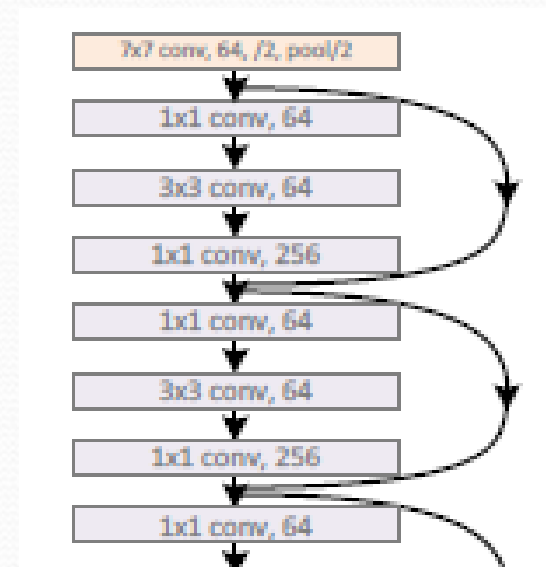 7x7 conv, 64, /2, pool/2
1x1 conv, 64
3x3 conv, 64
1x1 conv, 256
1x1 conv, 64
3x3 conv, 64
1x1 conv, 256
1x1 conv, 64